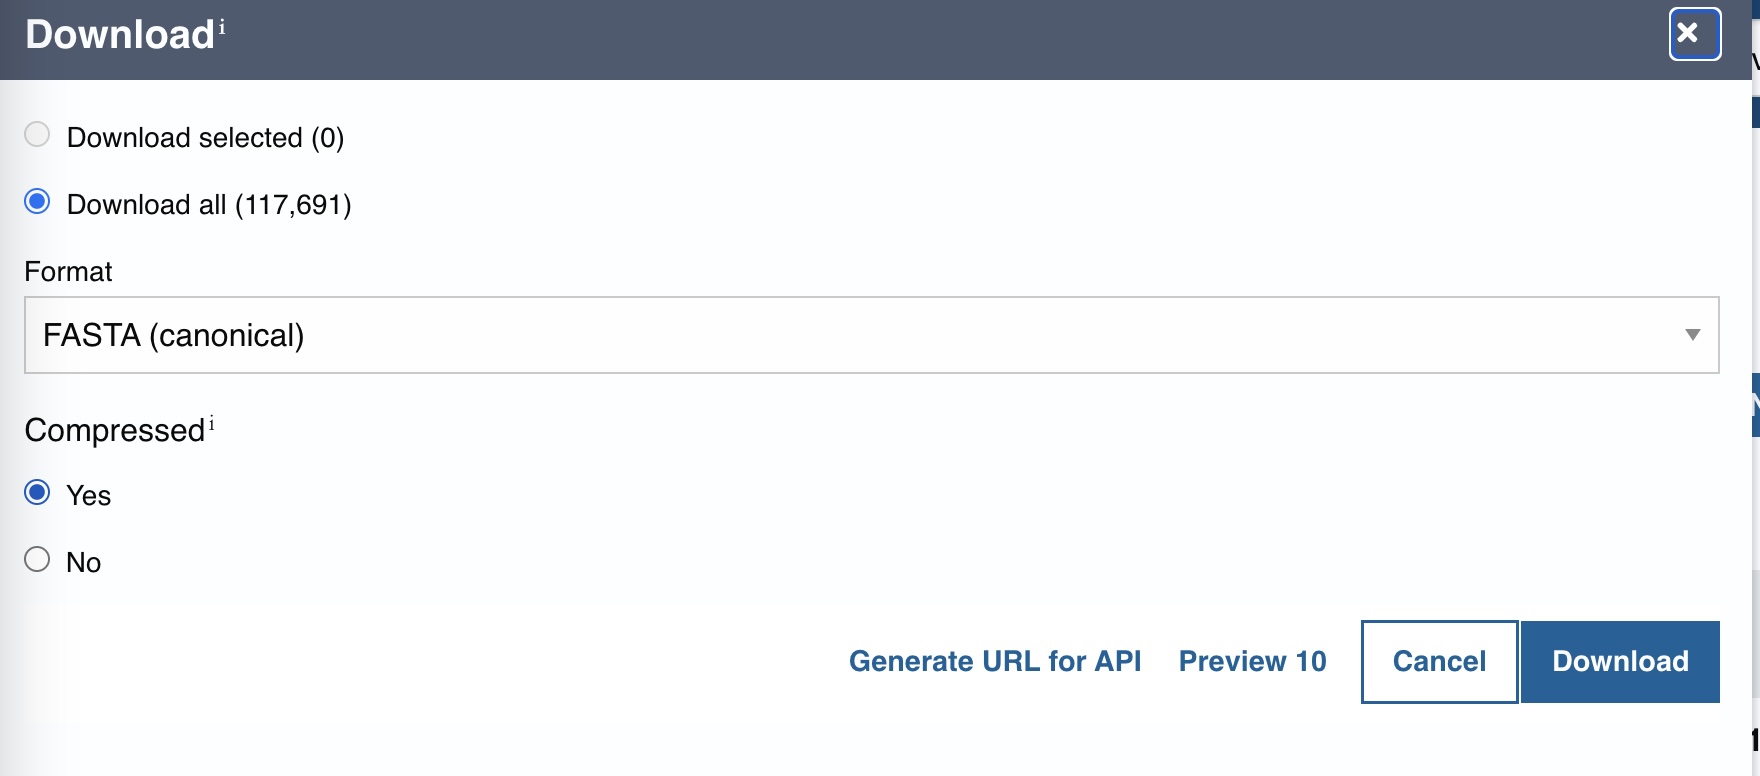 Download i
Download selected (0)
Download all (117,691)
Format
FASTA (canonical)
Compressed i
Yes
No
Generate URL for API Preview 10 Cancel Download